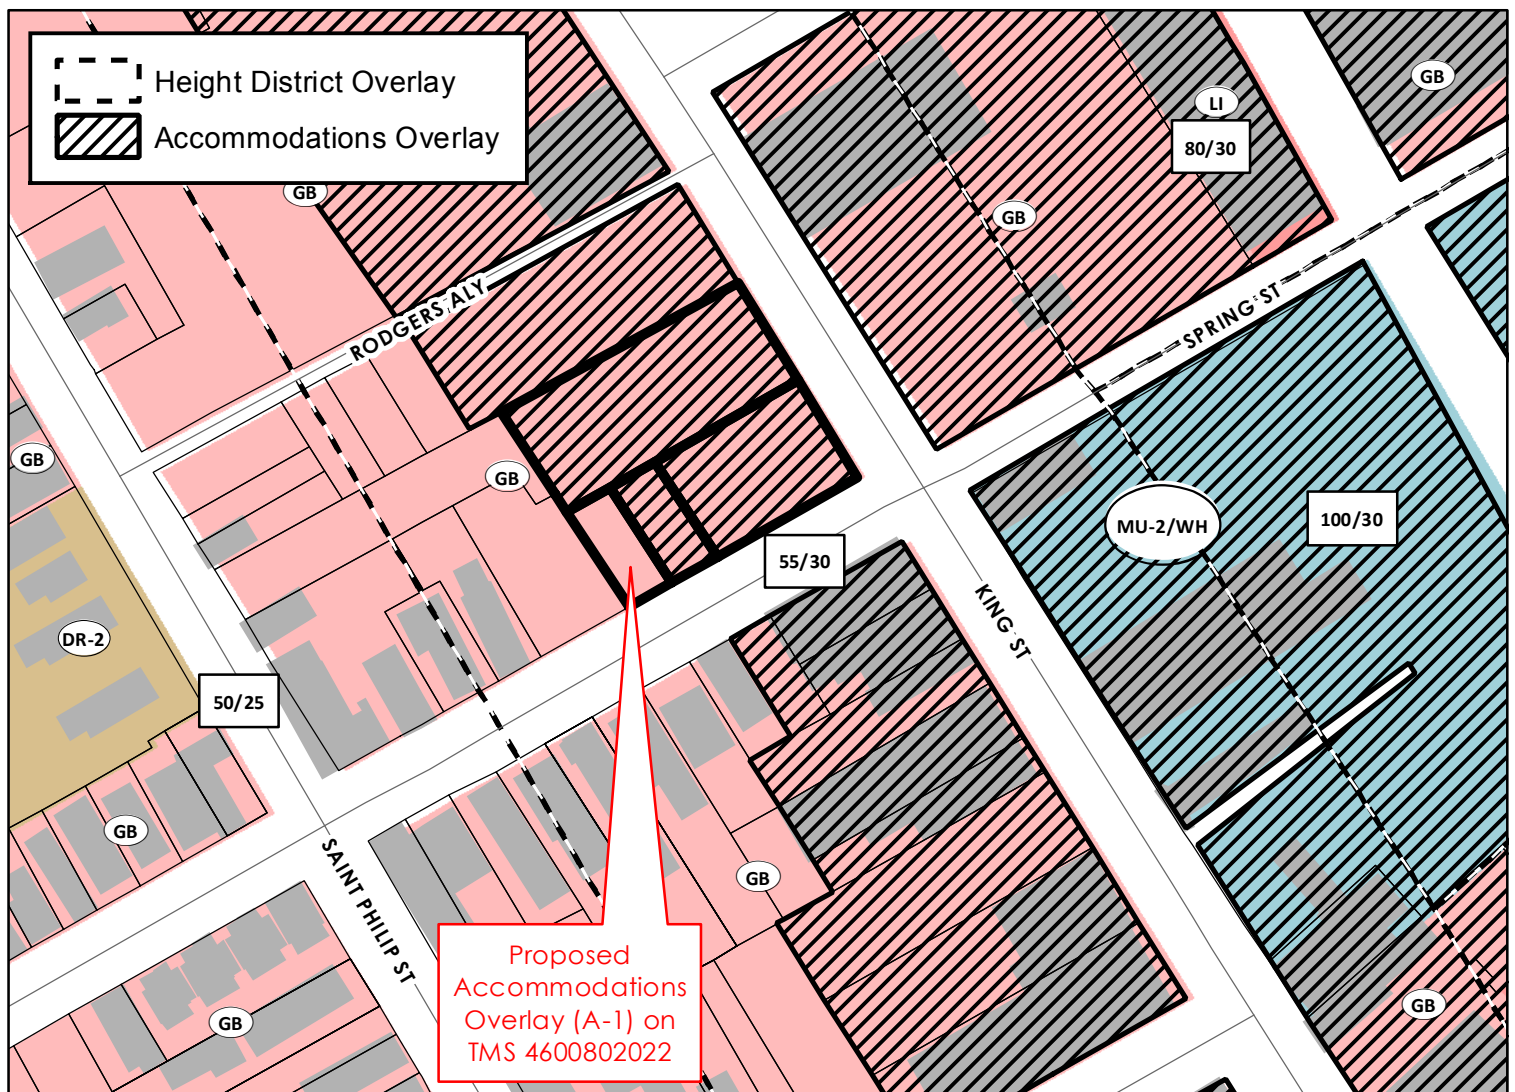 Height District Overlay
Accommodations Overlay
GB
LI
80/30
GB
GB
RODGERS ALY
SPRING ST
GB
GB
MU-2/WH
100/30
55/30
KING ST
DR-2
50/25
GB
SAINT PHILIP ST
GB
GB
GB
Proposed
Accommodations
Overlay (A-1) on
TMS 4600802022